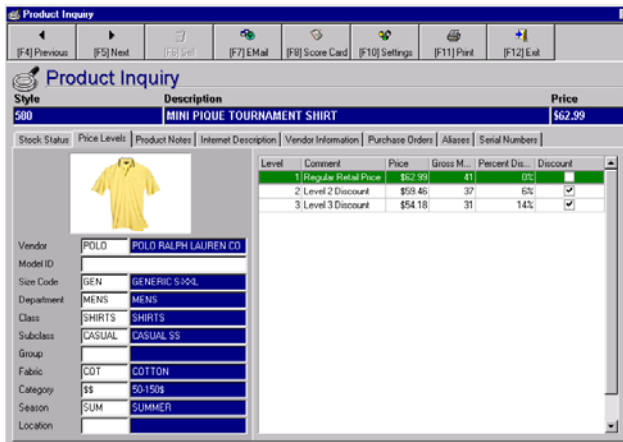 Product Inquiry
[F4] Previous [F5] Next [F6] Sell [F7] EMail [F8] Score Card [F10] Settings [F11] Print [F12] Exit
Product Inquiry
Style Description Price
500 MINI PIQUE TOURNAMENT SHIRT $62.99
Stock Status Price Levels Product Notes Internet Description Vendor Information Purchase Orders Aliases Serial Numbers
Level Comment Price Gross M... Percent Dis... Discount
1 Regular Retail Price $62.99 41 0%
2 Level 2 Discount $59.46 37 6%
3 Level 3 Discount $54.18 31 14%
Vendor POLO POLO RALPH LAUREN CO
Model ID
Size Code GEN GENERIC S-XXL
Department MENS MENS
Class SHIRTS SHIRTS
Subclass CASUAL CASUAL SS
Group
Fabric COT COTTON
Category $$ 50-150$
Season SUM SUMMER
Location